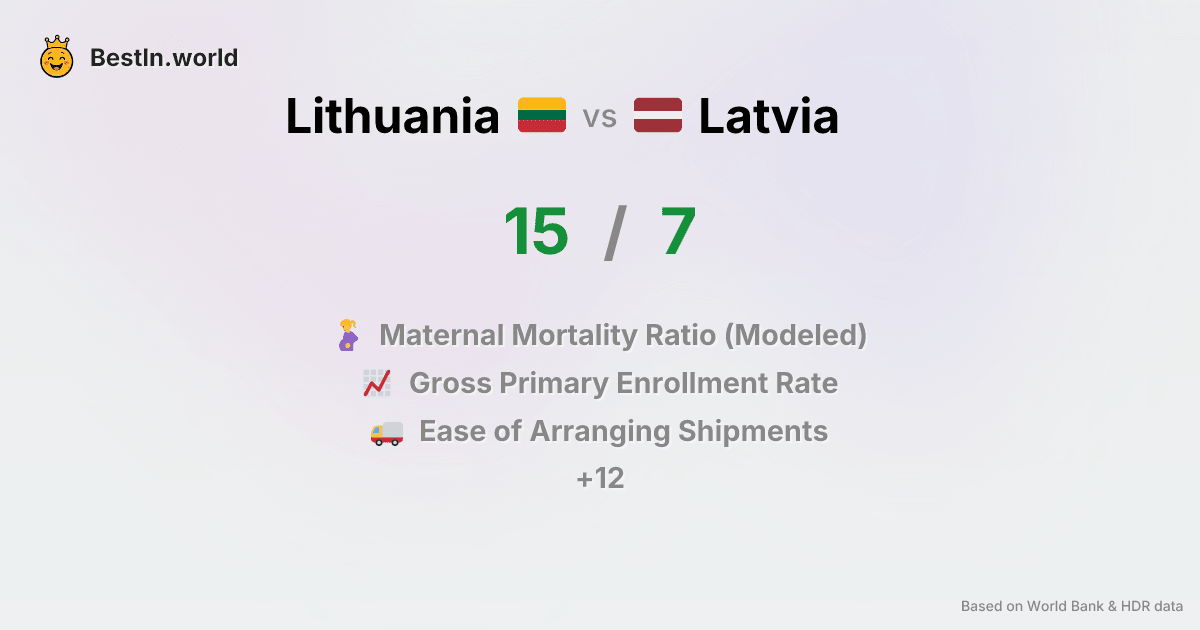 BestIn.world
Lithuania vs Latvia
15 / 7
Maternal Mortality Ratio (Modeled)
Gross Primary Enrollment Rate
Ease of Arranging Shipments
+12
Based on World Bank & HDR data